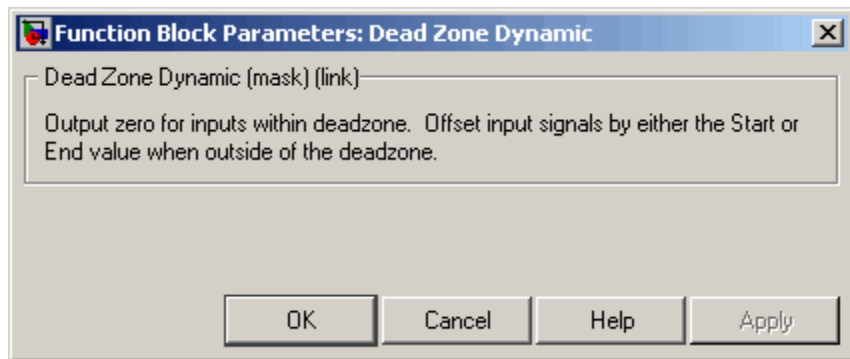 Function Block Parameters: Dead Zone Dynamic
Dead Zone Dynamic (mask) (link)
Output zero for inputs within deadzone.  Offset input signals by either the Start or
End value when outside of the deadzone.
OK Cancel Help Apply